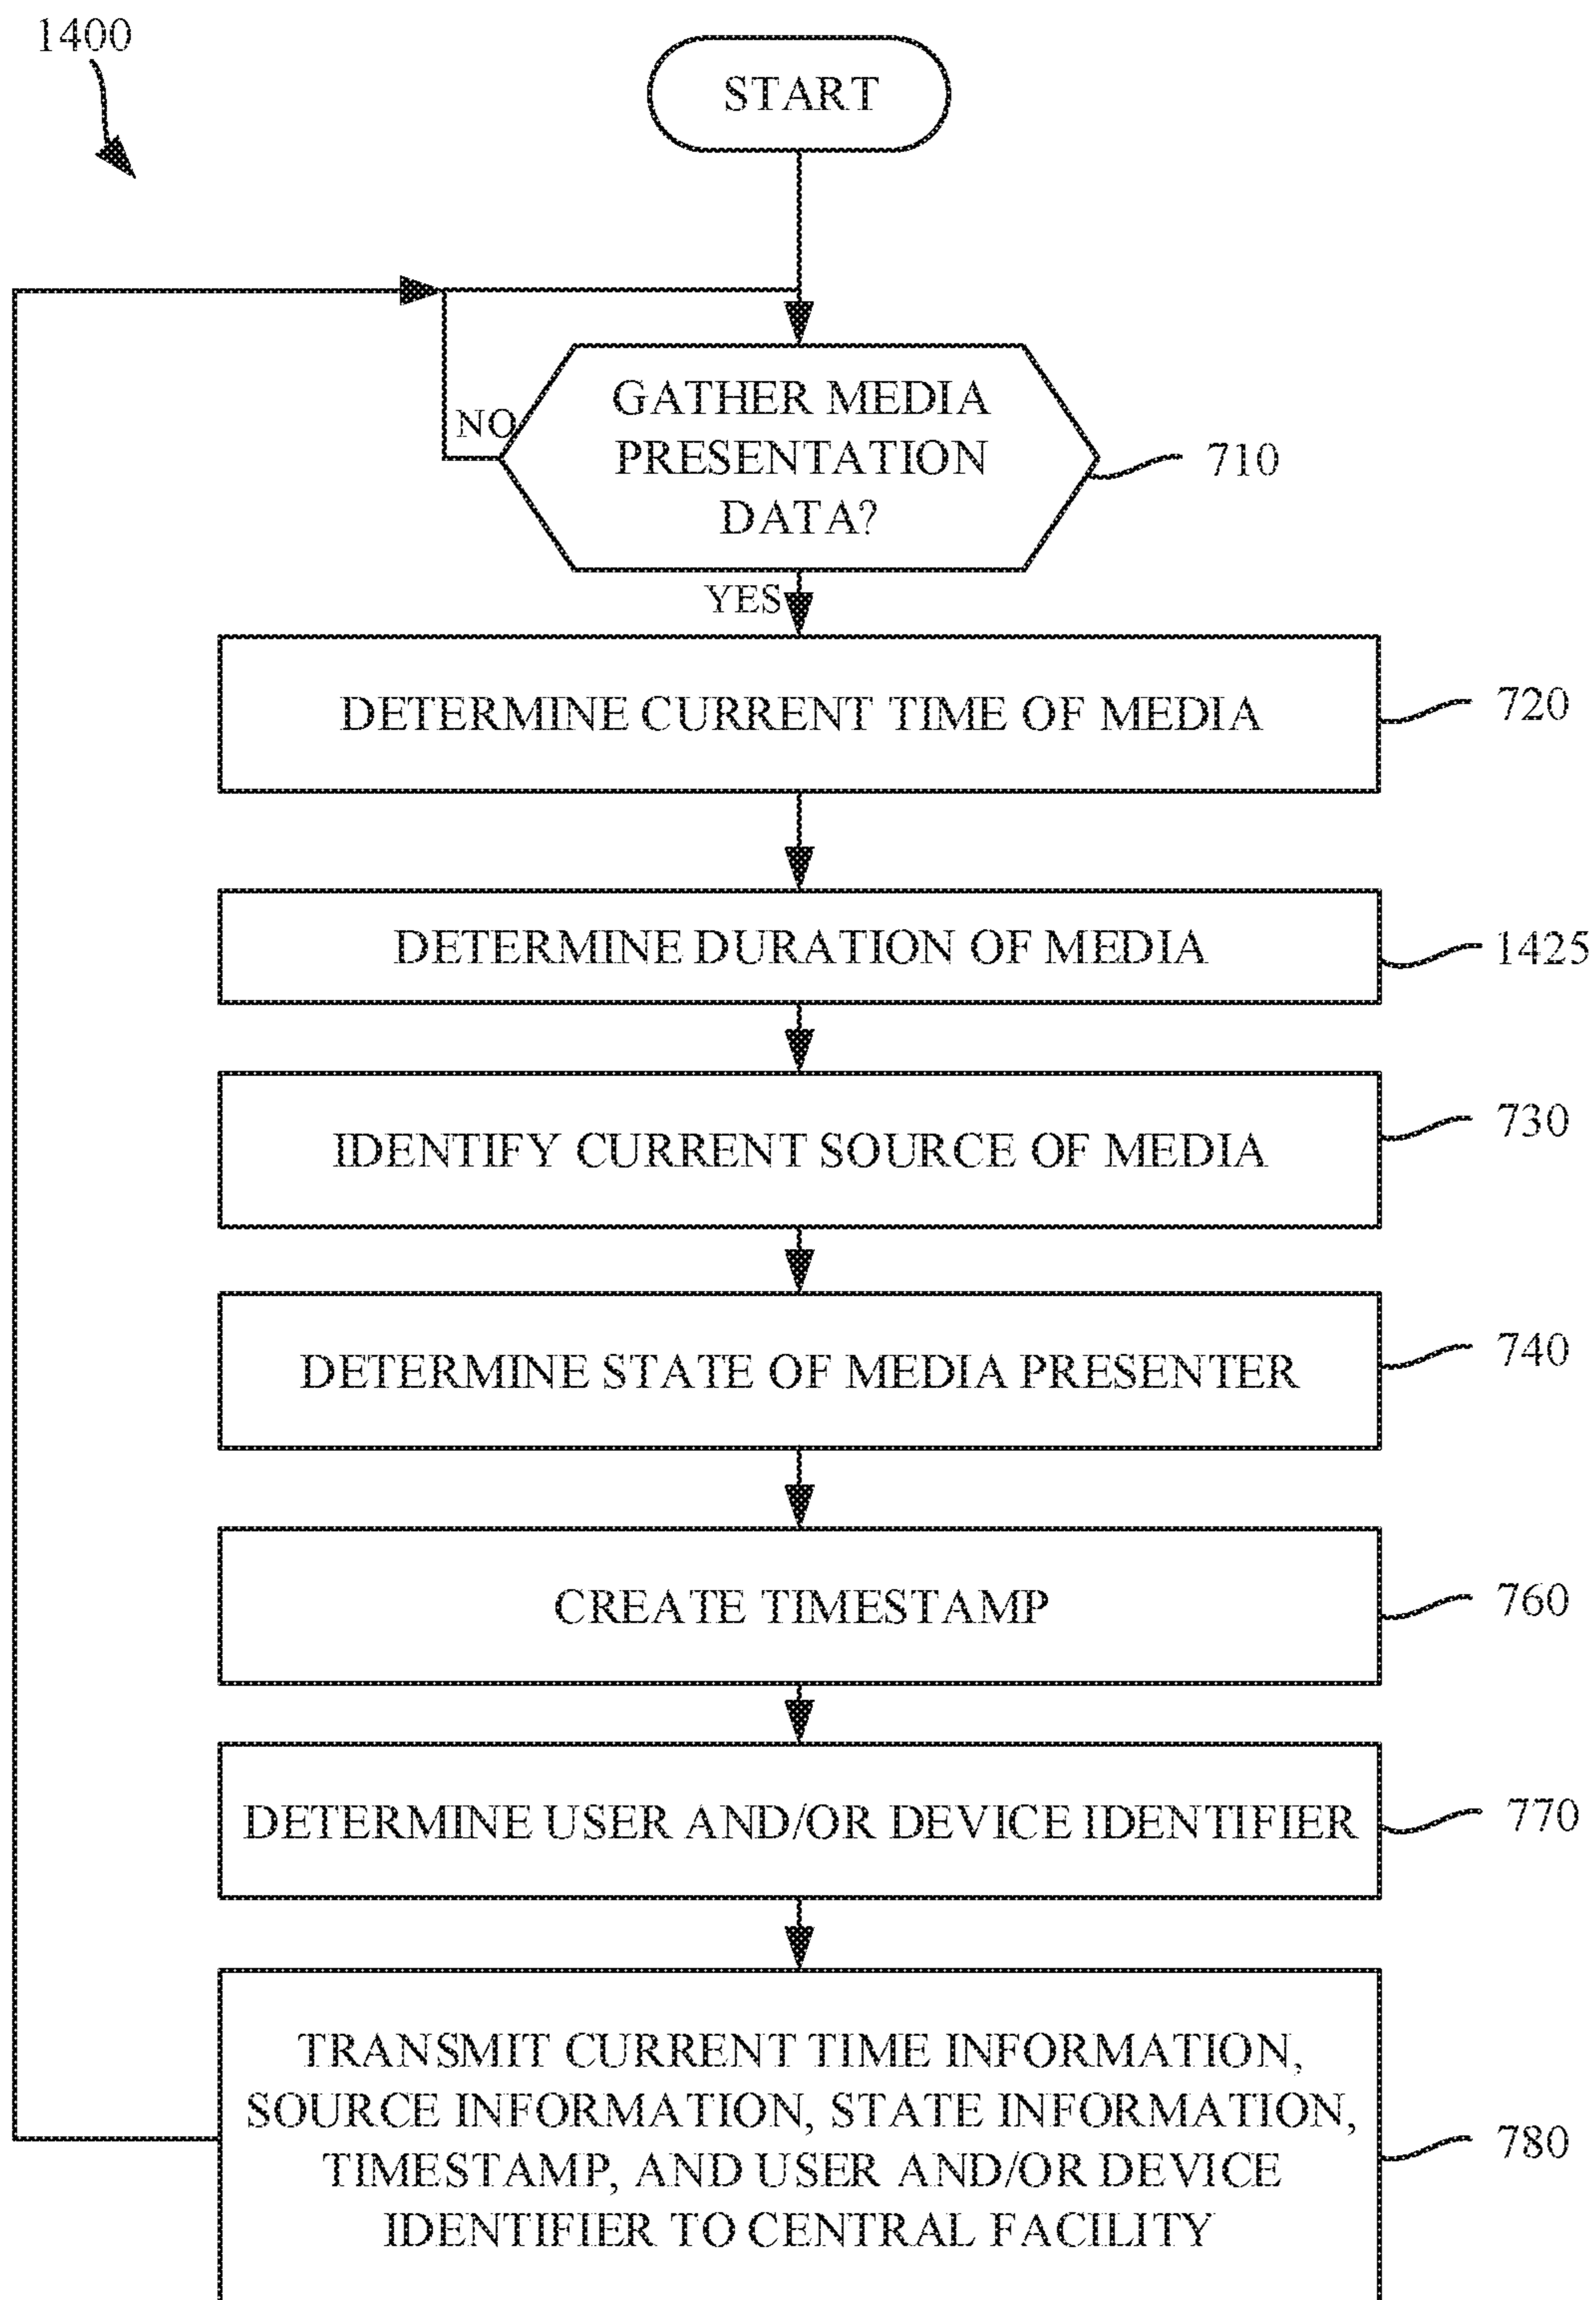 1400
START
GATHER MEDIA
PRESENTATION
DATA?
710
NO
YES
DETERMINE CURRENT TIME OF MEDIA
720
DETERMINE DURATION OF MEDIA
1425
IDENTIFY CURRENT SOURCE OF MEDIA
730
DETERMINE STATE OF MEDIA PRESENTER
740
CREATE TIMESTAMP
760
DETERMINE USER AND/OR DEVICE IDENTIFIER
770
TRANSMIT CURRENT TIME INFORMATION,
SOURCE INFORMATION, STATE INFORMATION,
TIMESTAMP, AND USER AND/OR DEVICE
IDENTIFIER TO CENTRAL FACILITY
780